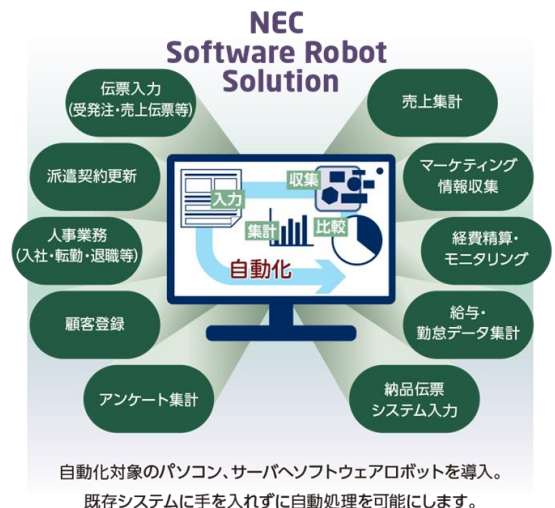 NEC
Software Robot
Solution
伝票入力
(受発注・売上伝票等)
売上集計
派遣契約更新
マーケティング
情報収集
人事業務
(入社・転勤・退職等)
経費精算・
モニタリング
顧客登録
給与・
勤怠データ集計
アンケート集計
納品伝票
システム入力
入力
収集
集計
比較
自動化
自動化対象のパソコン、サーバへソフトウェアロボットを導入。
既存システムに手を入れずに自動処理を可能にします。